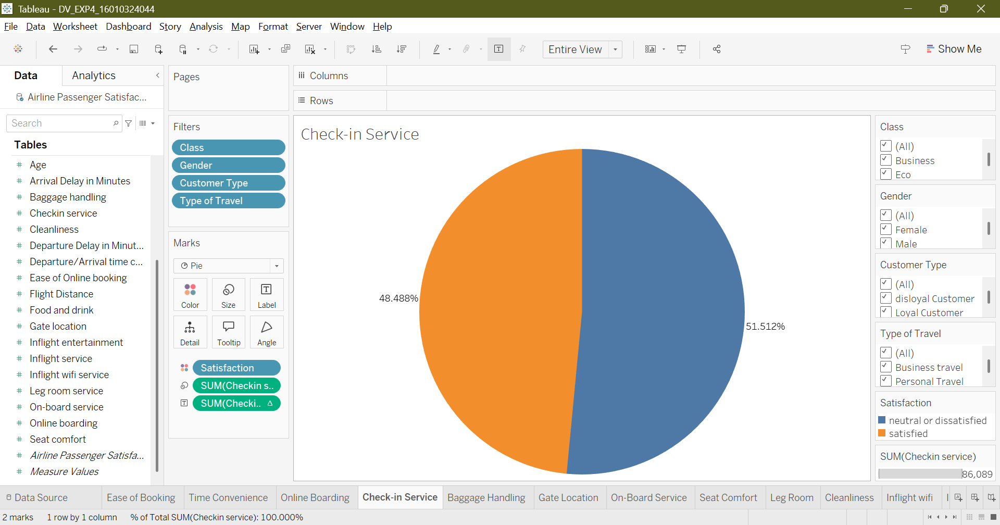 Tableau - DV_EXP4_16010324044
File Data Worksheet Dashboard Story Analysis Map Format Server Window Help
Entire View
Show Me
Data Analytics
Airline Passenger Satisfac...
Search
Tables
Age
Arrival Delay in Minutes
Baggage handling
Checkin service
Cleanliness
Departure Delay in Minut...
Departure/Arrival time c...
Ease of Online booking
Flight Distance
Food and drink
Gate location
Inflight entertainment
Inflight service
Inflight wifi service
Leg room service
On-board service
Online boarding
Seat comfort
Airline Passenger Satisfa...
Measure Values
Pages
Filters
Class
Gender
Customer Type
Type of Travel
Marks
Pie
Color Size Label
Detail Tooltip Angle
Satisfaction
SUM(Checkin s..
SUM(Checki.. Δ
Columns
Rows
Check-in Service
48.488%
51.512%
Class
(All)
Business
Eco
Gender
(All)
Female
Male
Customer Type
(All)
disloyal Customer
Loyal Customer
Type of Travel
(All)
Business travel
Personal Travel
Satisfaction
neutral or dissatisfied
satisfied
SUM(Checkin service)
86,089
Data Source Ease of Booking Time Convenience Online Boarding Check-in Service Baggage Handling Gate Location On-Board Service Seat Comfort Leg Room Cleanliness Inflight wifi
2 marks 1 row by 1 column % of Total SUM(Checkin service): 100.000%